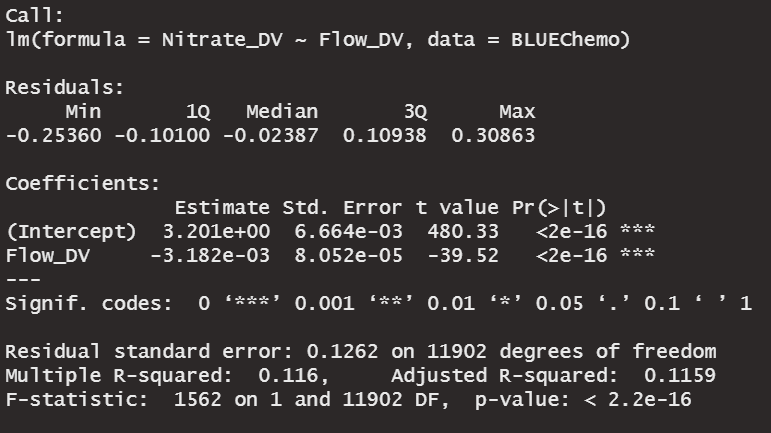 Call:
lm(formula = Nitrate_DV ~ Flow_DV, data = BLUEChemo)
Residuals:
Min 1Q Median 3Q Max
-0.25360 -0.10100 -0.02387 0.10938 0.30863
Coefficients:
Estimate Std. Error t value Pr(>|t|)
(Intercept) 3.201e+00 6.664e-03 480.33 <2e-16 ***
Flow_DV -3.182e-03 8.052e-05 -39.52 <2e-16 ***
---
Signif. codes: 0 ‘***’ 0.001 ‘**’ 0.01 ‘*’ 0.05 ‘.’ 0.1 ‘ ’ 1
Residual standard error: 0.1262 on 11902 degrees of freedom
Multiple R-squared: 0.116, Adjusted R-squared: 0.1159
F-statistic: 1562 on 1 and 11902 DF, p-value: < 2.2e-16